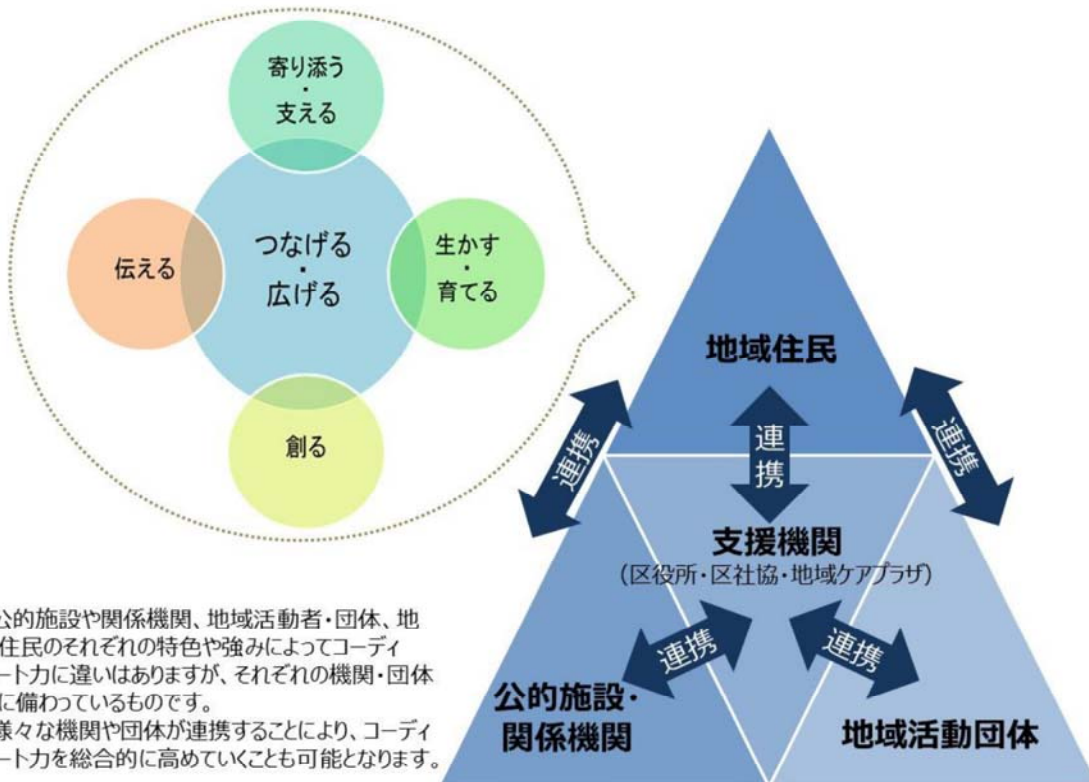 寄り添う
・
支える
つなげる
・
広げる
伝える
生かす
・
育てる
創る
地域住民
連携
連
携
連携
支援機関
（区役所・区社協・地域ケアプラザ）
連携
連携
公的施設・
関係機関
地域活動団体
公的施設や関係機関、地域活動者・団体、地
住民のそれぞれの特色や強みによってコーディ
ート力に違いはありますが、それぞれの機関・団体
に備わっているものです。
様々な機関や団体が連携することにより、コーディ
ート力を総合的に高めていくことも可能となります。